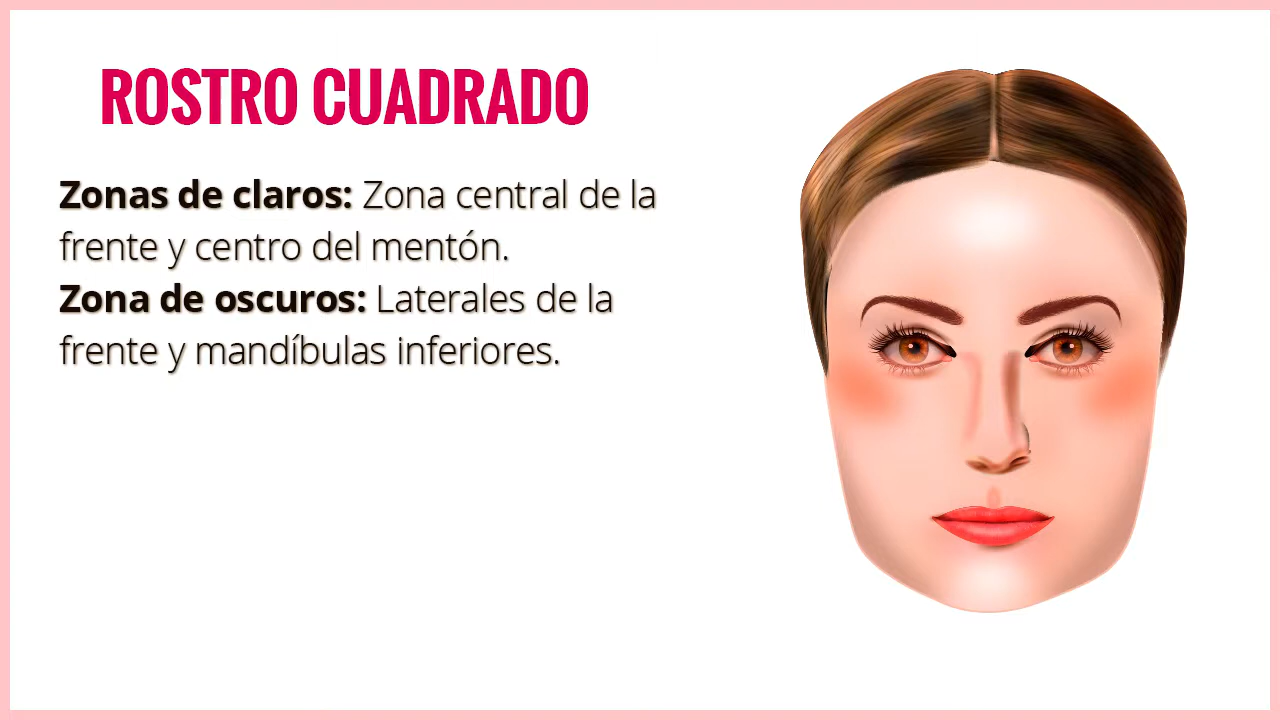 ROSTRO CUADRADO
Zonas de claros: Zona central de la
frente y centro del mentón.
Zona de oscuros: Laterales de la
frente y mandíbulas inferiores.